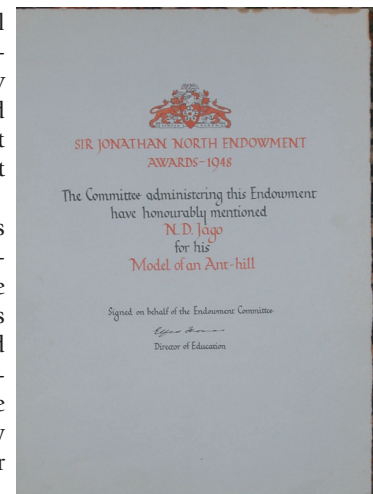 SIR JONATHAN NORTH ENDOWMENT
AWARDS-1948
The Committee administering this Endowment
have honourably mentioned
N. D. Jago
for his
Model of an Ant-hill
Signed on behalf of the Endowment Committee
Director of Education